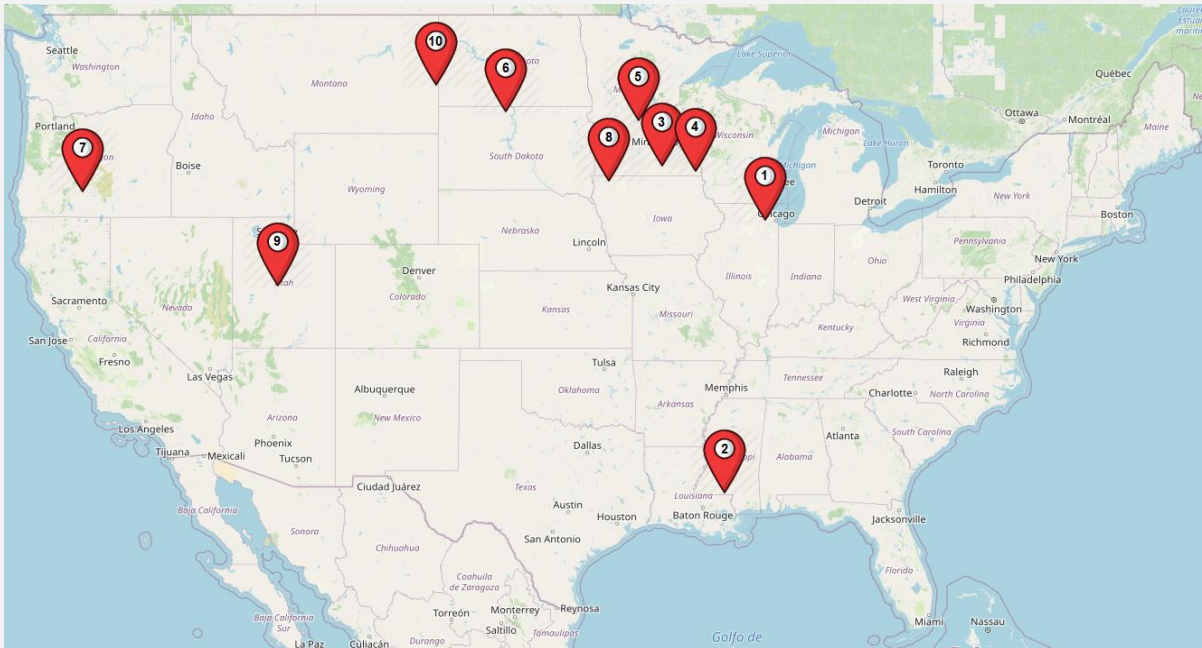 Seattle
Washington
Montana
Idaho
Portland
Boise
Wyoming
South Dakota
Nebraska
Lincoln
Iowa
Lake Superior
Wisconsin
Michigan
Lake Huron
Québec
Ottawa
Montréal
Maine
Toronto
Hamilton
New York
Boston
Detroit
Pennsylvania
New York
Philadelphia
Ohio
Indiana
Illinois
Kansas City
Missouri
Kansas
Denver
Colorado
Nevada
Sacramento
San Jose
California
Fresno
Las Vegas
West Virginia
Washington
Virginia
Richmond
Kentucky
Raleigh
North Carolina
Charlotte
Tennessee
Memphis
Tulsa
Oklahoma
Arkansas
Albuquerque
New Mexico
Arizona
Phoenix
Tucson
Los Angeles
Tijuana
Mexicali
South Carolina
Atlanta
Alabama
Dallas
Texas
Louisiana
Baton Rouge
Jacksonville
Austin
Houston
San Antonio
Ciudad Juárez
Baja California
Sonora
Chihuahua
Coahuila
de Zaragoza
Florida
Miami
Nassau
Reynosa
Monterrey
Torreón
Saltillo
Tamaulipas
Durango
Culiacán
La Paz
Baja California
Sur
Golfo de
10
6
5
3
4
8
7
1
9
2